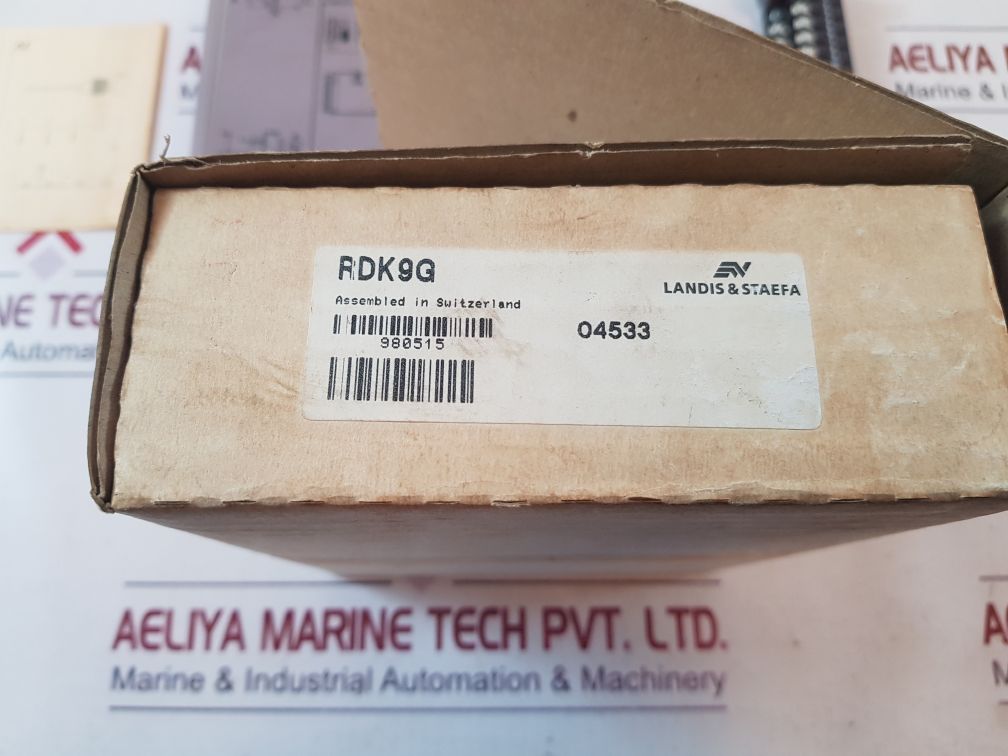 AELIYA M
Marine & I
NE TEC
Automa
RDK9G
LANDIS & STAEFA
Assembled in Switzerland
04533
980515
AELIYA MARINE TECH PVT. LTD.
Marine & Industrial Automation & Machinery